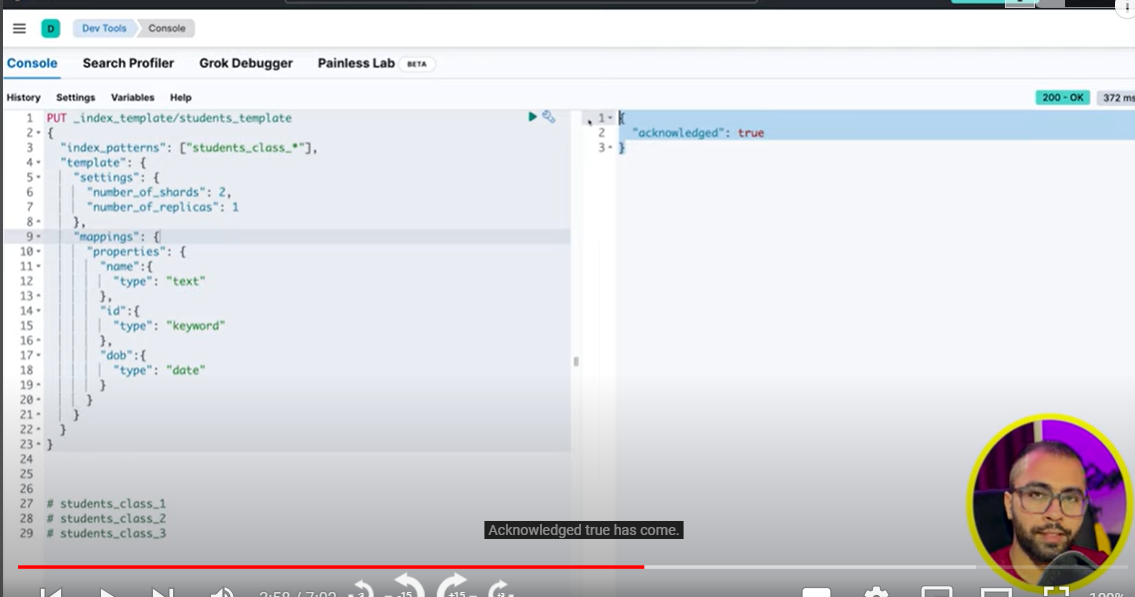 D Dev Tools Console
Console Search Profiler Grok Debugger Painless Lab BETA
History Settings Variables Help 200 - OK 372 ms
1 PUT _index_template/students_template
2 {
3 "index_patterns": ["students_class_*"],
4 "template": {
5 "settings": {
6 "number_of_shards": 2,
7 "number_of_replicas": 1
8 },
9 "mappings": {
10 "properties": {
11 "name":{
12 "type": "text"
13 },
14 "id":{
15 "type": "keyword"
16 },
17 "dob":{
18 "type": "date"
19 }
20 }
21 }
22 }
23 }
24
25
26
27 # students_class_1
28 # students_class_2
29 # students_class_3
1 {
2 "acknowledged": true
3 }
Acknowledged true has come.
3:58 / 7:02